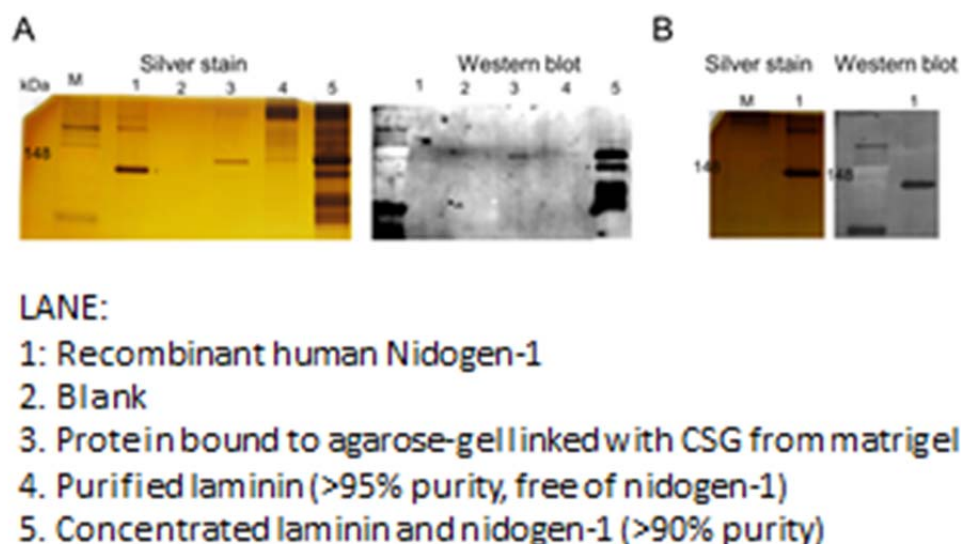 A
B
Silver stain
Western blot
Silver stain
Western blot
kDa M 1 2 3 4 5
1 2 3 4 5
M 1
1
148
148
148
LANE:
1: Recombinant human Nidogen-1
2. Blank
3. Protein bound to agarose-gel linked with CSG from matrigel
4. Purified laminin (>95% purity, free of nidogen-1)
5. Concentrated laminin and nidogen-1 (>90% purity)